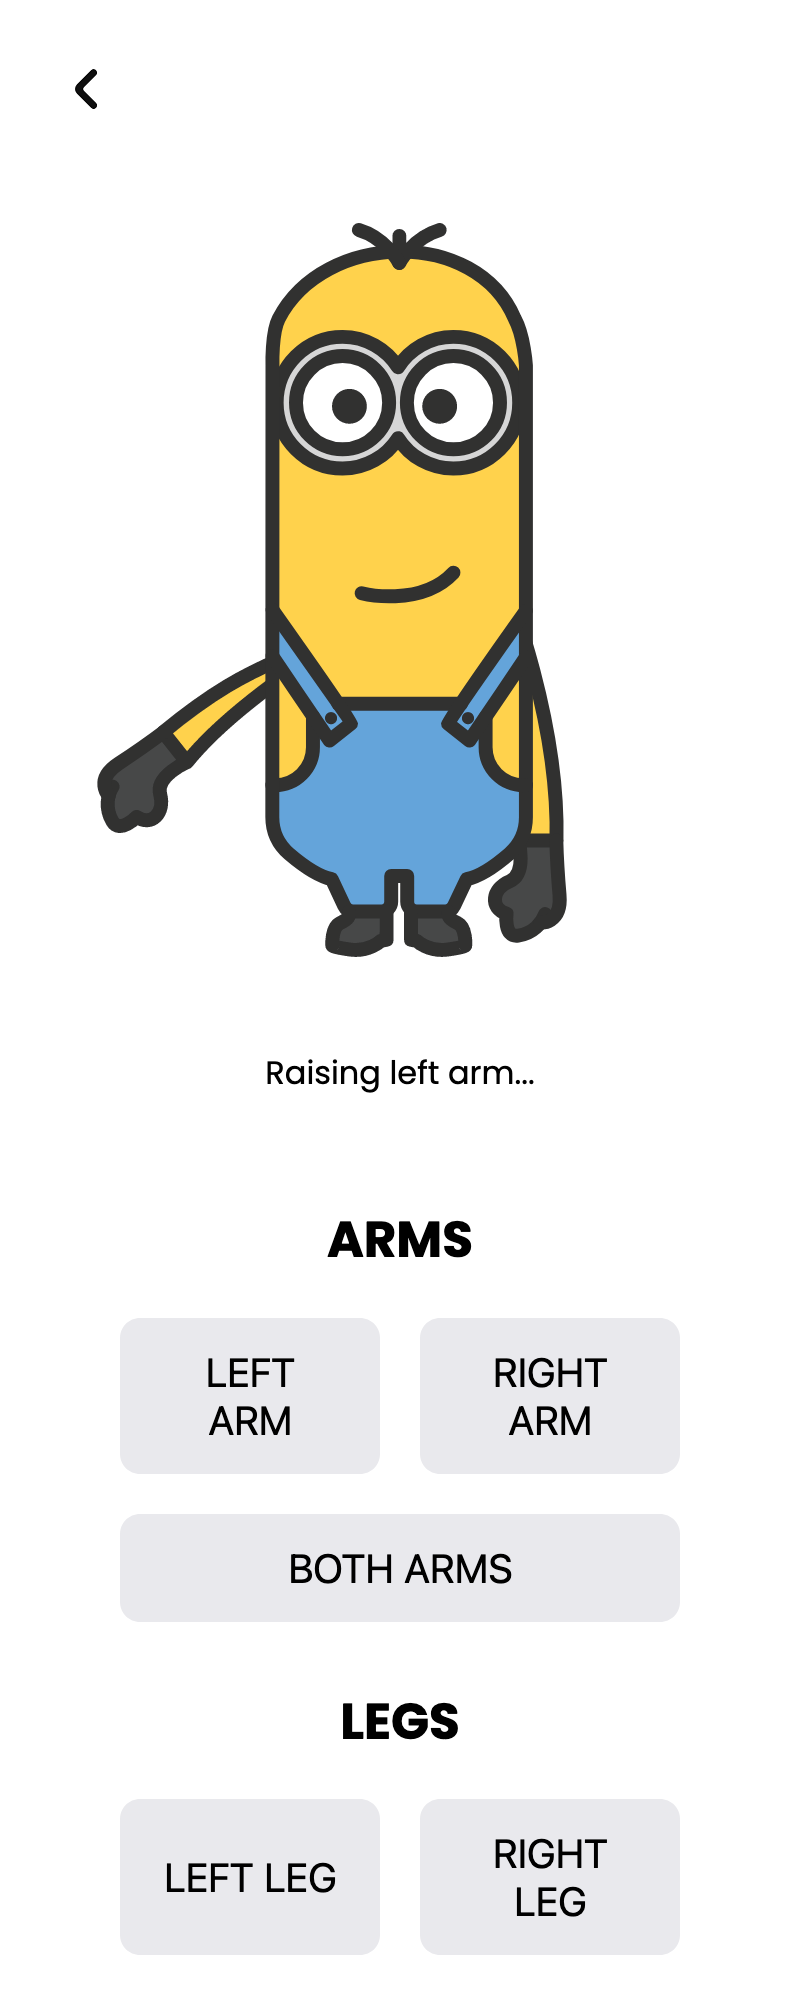 Raising left arm...
ARMS
LEFT
ARM
RIGHT
ARM
BOTH ARMS
LEGS
LEFT LEG
RIGHT
LEG